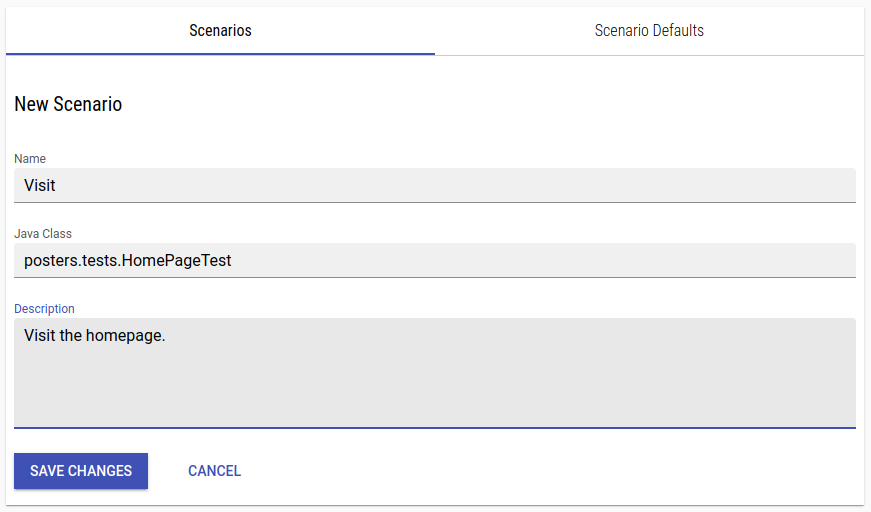 Scenarios
Scenario Defaults
New Scenario
Name
Visit
Java Class
posters.tests.HomePageTest
Description
Visit the homepage.
SAVE CHANGES
CANCEL